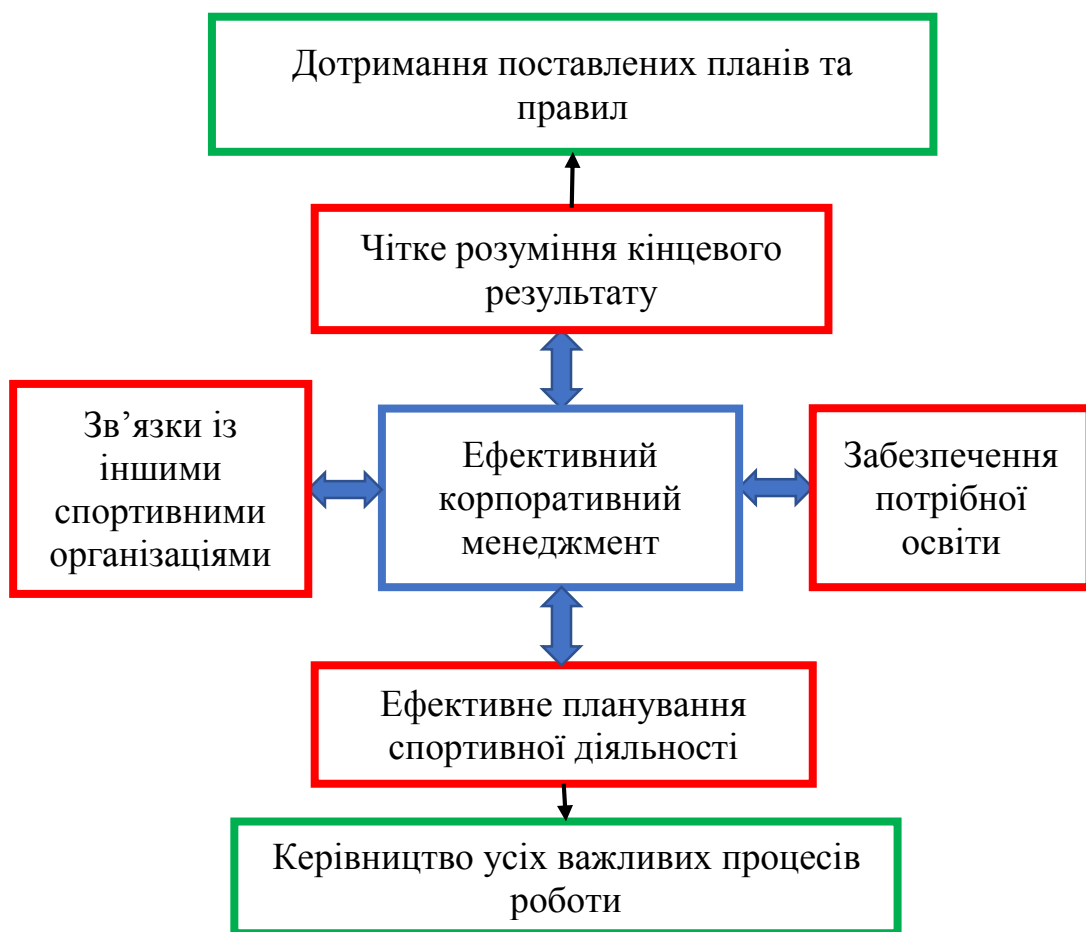 Дотримання поставлених планів та
правил
Чітке розуміння кінцевого
результату
Зв’язки із
іншими
спортивними
організаціями
Ефективний
корпоративний
менеджмент
Забезпечення
потрібної
освіти
Ефективне планування
спортивної діяльності
Керівництво усіх важливих процесів
роботи